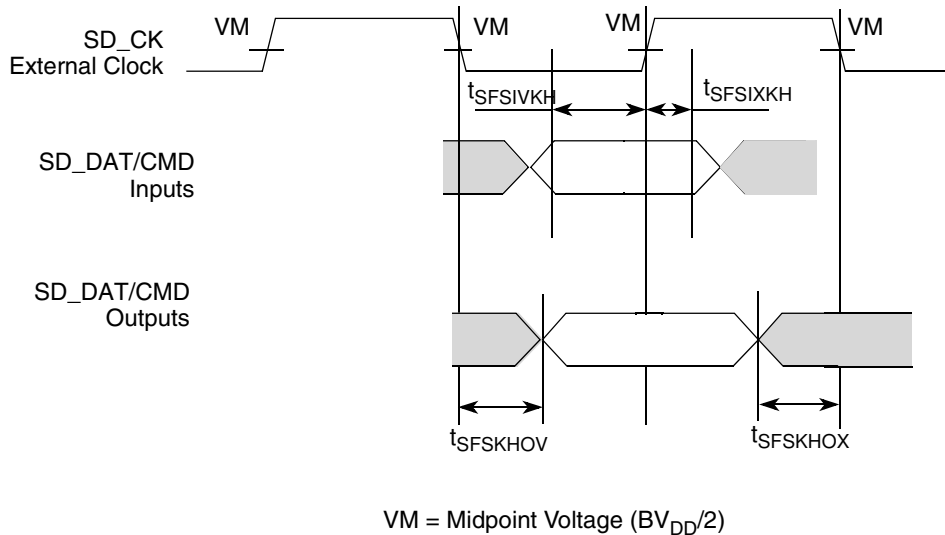 VM VM VM VM
SD_CK
External Clock
tSFSIVKH tSFSIXKH
SD_DAT/CMD
Inputs
SD_DAT/CMD
Outputs
tSFSKHOV tSFSKHOX
VM = Midpoint Voltage (BVDD/2)